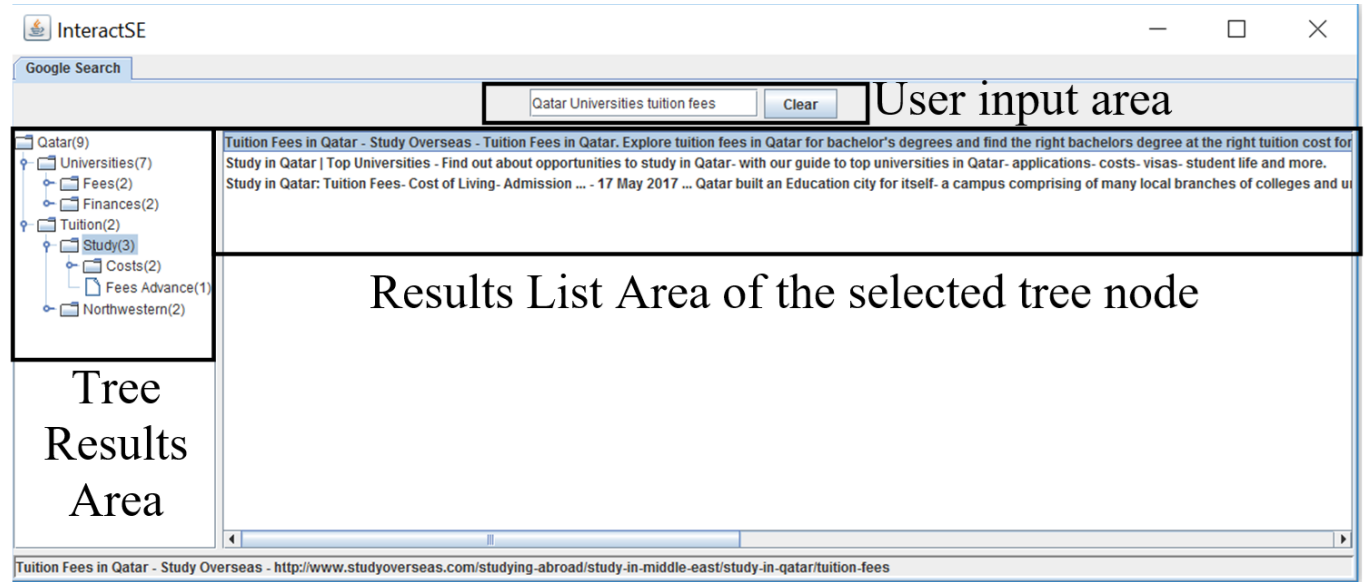 InteractSE
Google Search
Qatar Universities tuition fees Clear User input area
Qatar(9)
Universities(7)
Fees(2)
Finances(2)
Tuition(2)
Study(3)
Costs(2)
Fees Advance(1)
Northwestern(2)
Tuition Fees in Qatar - Study Overseas - Tuition Fees in Qatar. Explore tuition fees in Qatar for bachelor's degrees and find the right bachelors degree at the right tuition cost for
Study in Qatar | Top Universities - Find out about opportunities to study in Qatar- with our guide to top universities in Qatar- applications- costs- visas- student life and more.
Study in Qatar: Tuition Fees- Cost of Living- Admission ... - 17 May 2017 ... Qatar built an Education city for itself- a campus comprising of many local branches of colleges and
Results List Area of the selected tree node
Tree
Results
Area
Tuition Fees in Qatar - Study Overseas - http://www.studyoverseas.com/studying-abroad/study-in-middle-east/study-in-qatar/tuition-fees